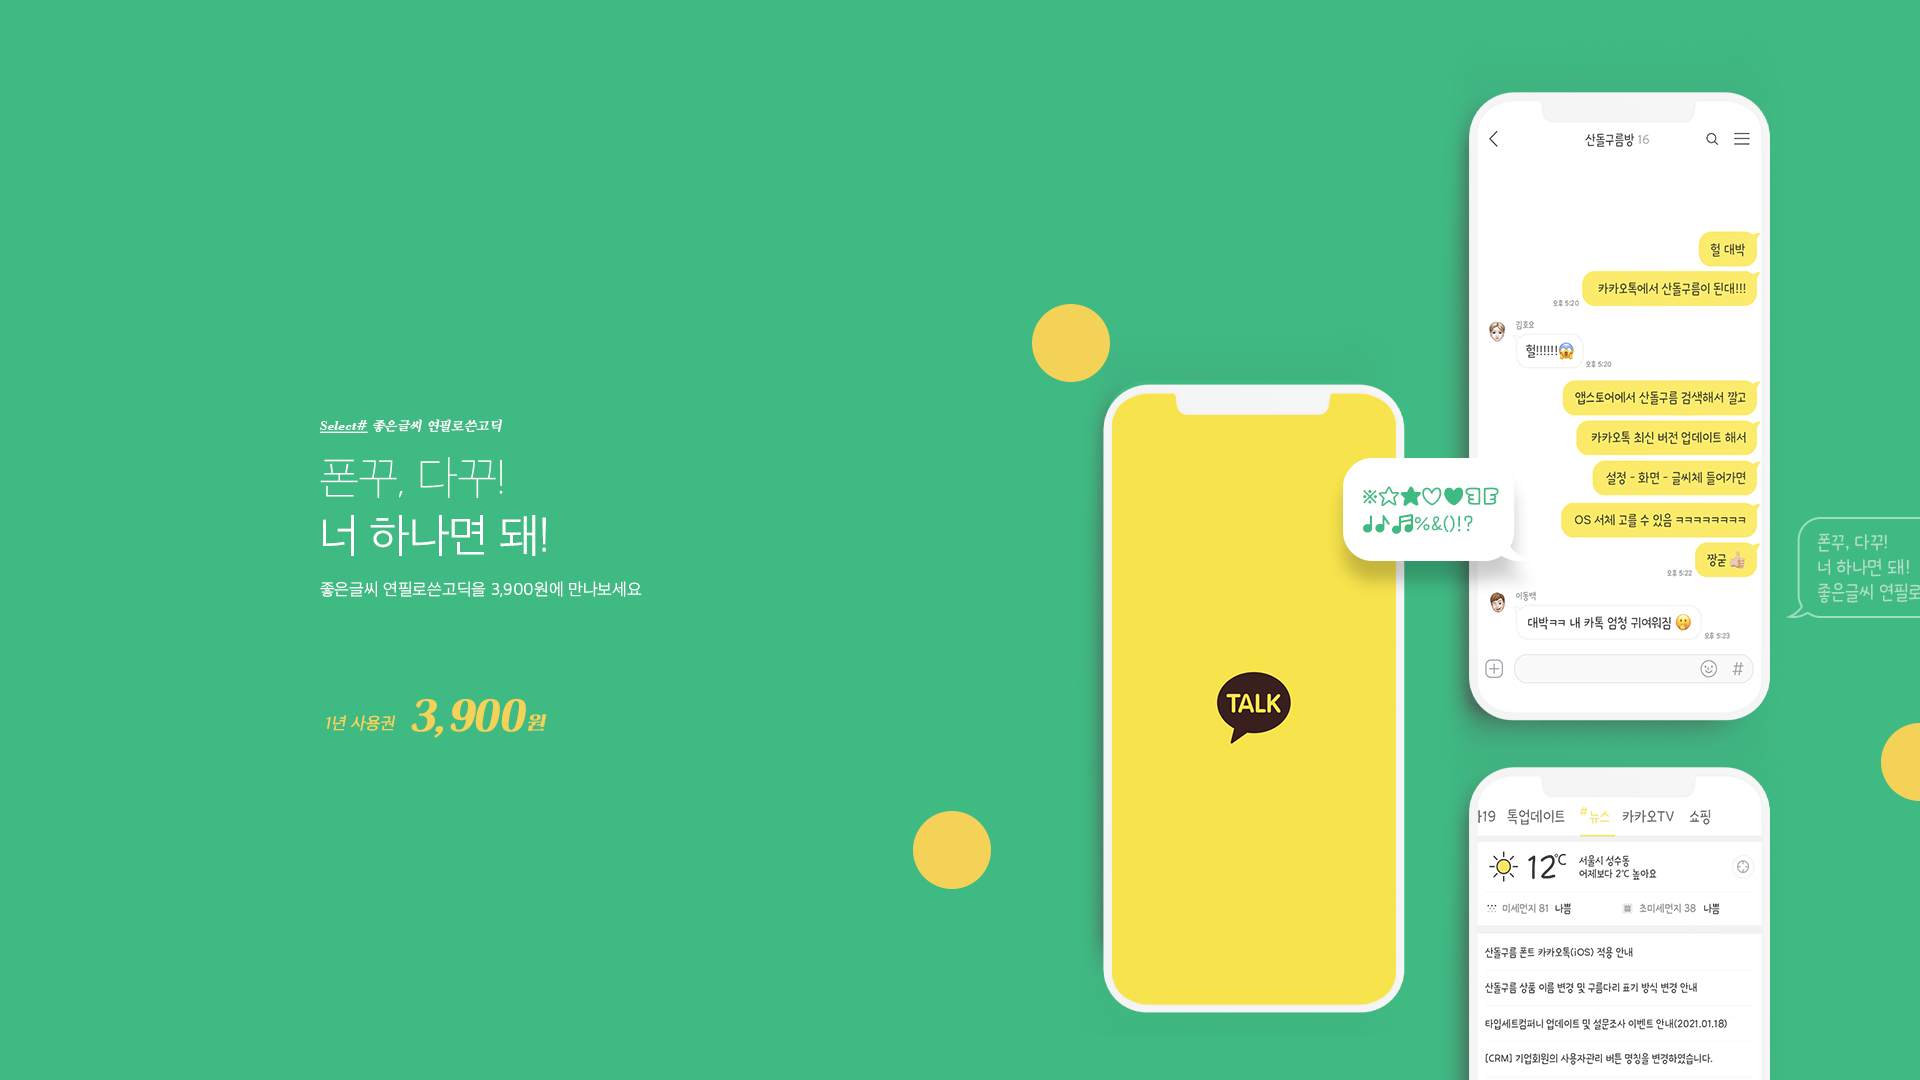 Select# 좋은글씨 연필로쓴고딕
폰꾸, 다꾸!
너 하나면 돼!
좋은글씨 연필로쓴고딕을 3,900원에 만나보세요
1년 사용권 3,900원
TALK
※☆★♡♥☜☞
♩♪♬%&()!?
산돌구름방 16
헐 대박
카카오톡에서 산돌구름이 된대!!!
오후 5:20
김호요
헐!!!!!!😱
오후 5:20
앱스토어에서 산돌구름 검색해서 깔고
카카오톡 최신 버전 업데이트 해서
설정 - 화면 - 글씨체 들어가면
OS 서체 고를 수 있음 ㅋㅋㅋㅋㅋㅋㅋㅋ
짱굳 👍🏻
오후 5:22
이동백
대박ㅋㅋ 내 카톡 엄청 귀여워짐 🤭
오후 5:23
#
폰꾸, 다꾸!
너 하나면 돼!
좋은글씨 연필로
19 톡업데이트 #뉴스 카카오TV 쇼핑
12℃
서울시 성수동
어제보다 2℃ 높아요
미세먼지 81 나쁨 초미세먼지 38 나쁨
산돌구름 폰트 카카오톡(iOS) 적용 안내
산돌구름 상품 이름 변경 및 구름다리 표기 방식 변경 안내
타입세트컴퍼니 업데이트 및 설문조사 이벤트 안내(2021.01.18)
[CRM] 기업회원의 사용자관리 버튼 명칭을 변경하였습니다.